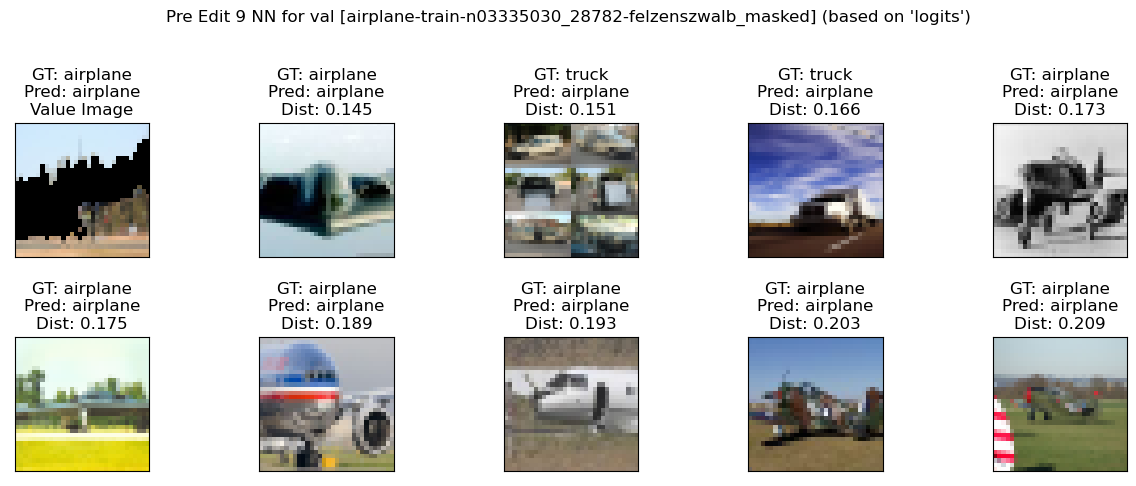 Pre Edit 9 NN for val [airplane-train-n03335030_28782-felzenszwalb_masked] (based on 'logits')
GT: airplane
Pred: airplane
Value Image
GT: airplane
Pred: airplane
Dist: 0.145
GT: truck
Pred: airplane
Dist: 0.151
GT: truck
Pred: airplane
Dist: 0.166
GT: airplane
Pred: airplane
Dist: 0.173
GT: airplane
Pred: airplane
Dist: 0.175
GT: airplane
Pred: airplane
Dist: 0.189
GT: airplane
Pred: airplane
Dist: 0.193
GT: airplane
Pred: airplane
Dist: 0.203
GT: airplane
Pred: airplane
Dist: 0.209